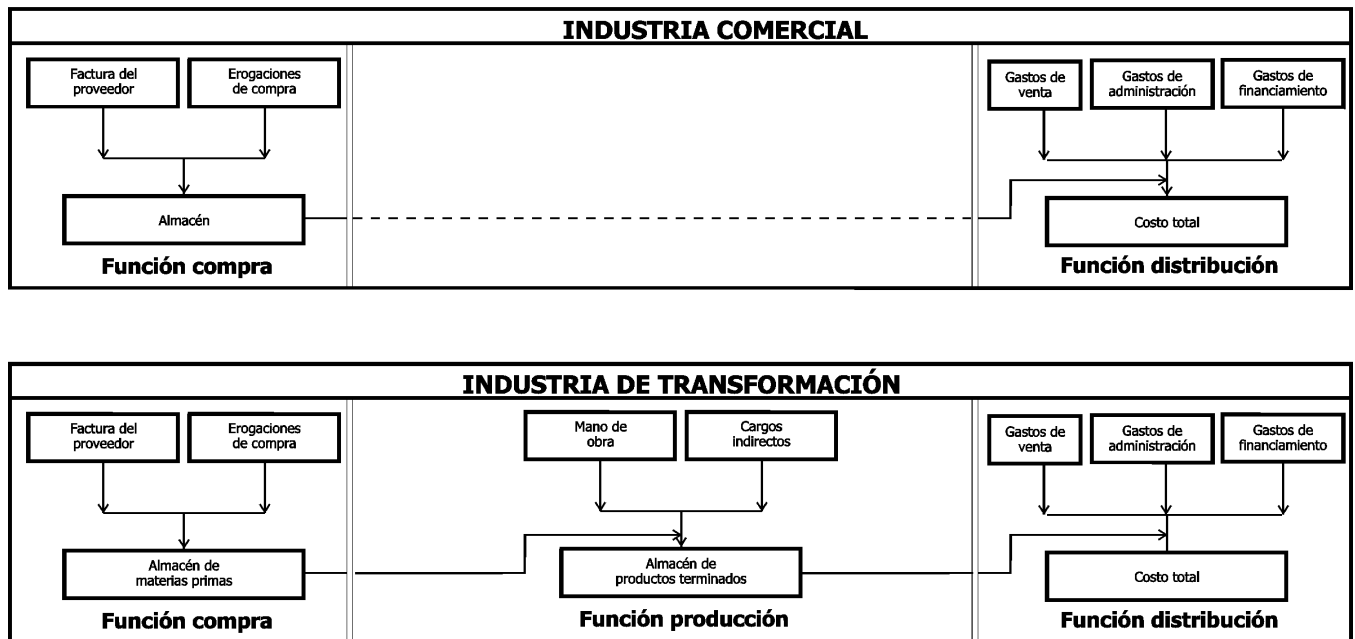 INDUSTRIA COMERCIAL
Factura del
proveedor
Erogaciones
de compra
Gastos de
venta
Gastos de
administración
Gastos de
financiamiento
Almacén
Costo total
Función compra
Función distribución
INDUSTRIA DE TRANSFORMACIÓN
Factura del
proveedor
Erogaciones
de compra
Mano de
obra
Cargos
indirectos
Gastos de
venta
Gastos de
administración
Gastos de
financiamiento
Almacén de
materias primas
Almacén de
productos terminados
Costo total
Función compra
Función producción
Función distribución